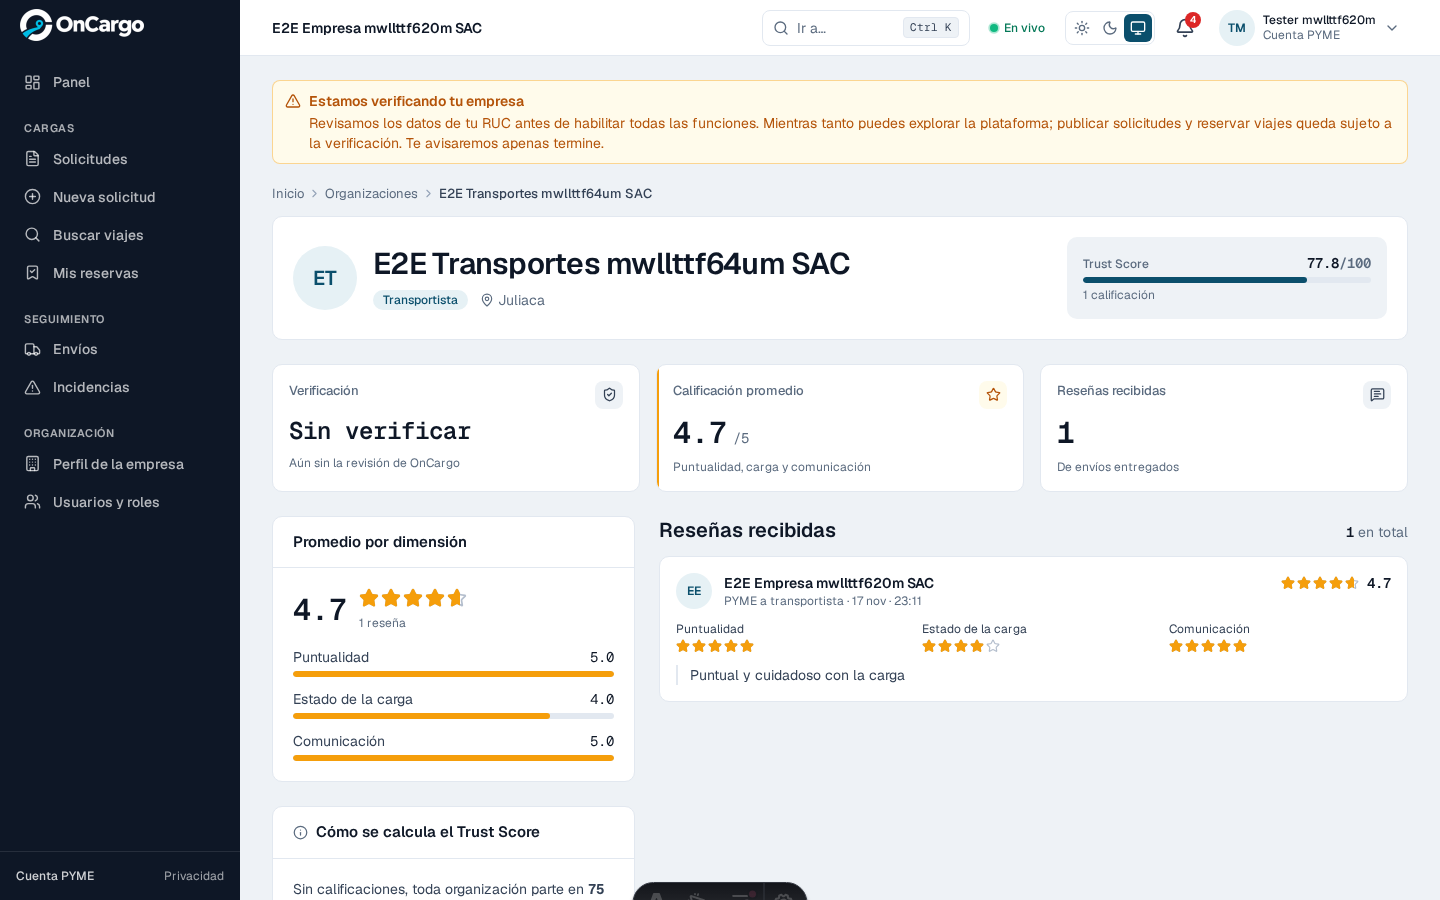 OnCargo
E2E Empresa mwllttf620m SAC
Ir a...
Ctrl K
En vivo
4
TM
Tester mwllttf620m
Cuenta PYME
Panel
CARGAS
Solicitudes
Nueva solicitud
Buscar viajes
Mis reservas
SEGUIMIENTO
Envíos
Incidencias
ORGANIZACIÓN
Perfil de la empresa
Usuarios y roles
Cuenta PYME
Privacidad
Estamos verificando tu empresa
Revisamos los datos de tu RUC antes de habilitar todas las funciones. Mientras tanto puedes explorar la plataforma; publicar solicitudes y reservar viajes queda sujeto a
la verificación. Te avisaremos apenas termine.
Inicio > Organizaciones > E2E Transportes mwllttf64um SAC
ET
E2E Transportes mwllttf64um SAC
Transportista
Juliaca
Trust Score 77.8/100
1 calificación
Verificación
Sin verificar
Aún sin la revisión de OnCargo
Calificación promedio
4.7 /5
Puntualidad, carga y comunicación
Reseñas recibidas
1
De envíos entregados
Promedio por dimensión
4.7
1 reseña
Puntualidad 5.0
Estado de la carga 4.0
Comunicación 5.0
Cómo se calcula el Trust Score
Sin calificaciones, toda organización parte en 75
Reseñas recibidas
1 en total
EE
E2E Empresa mwllttf620m SAC
PYME a transportista · 17 nov · 23:11
4.7
Puntualidad
Estado de la carga
Comunicación
Puntual y cuidadoso con la carga